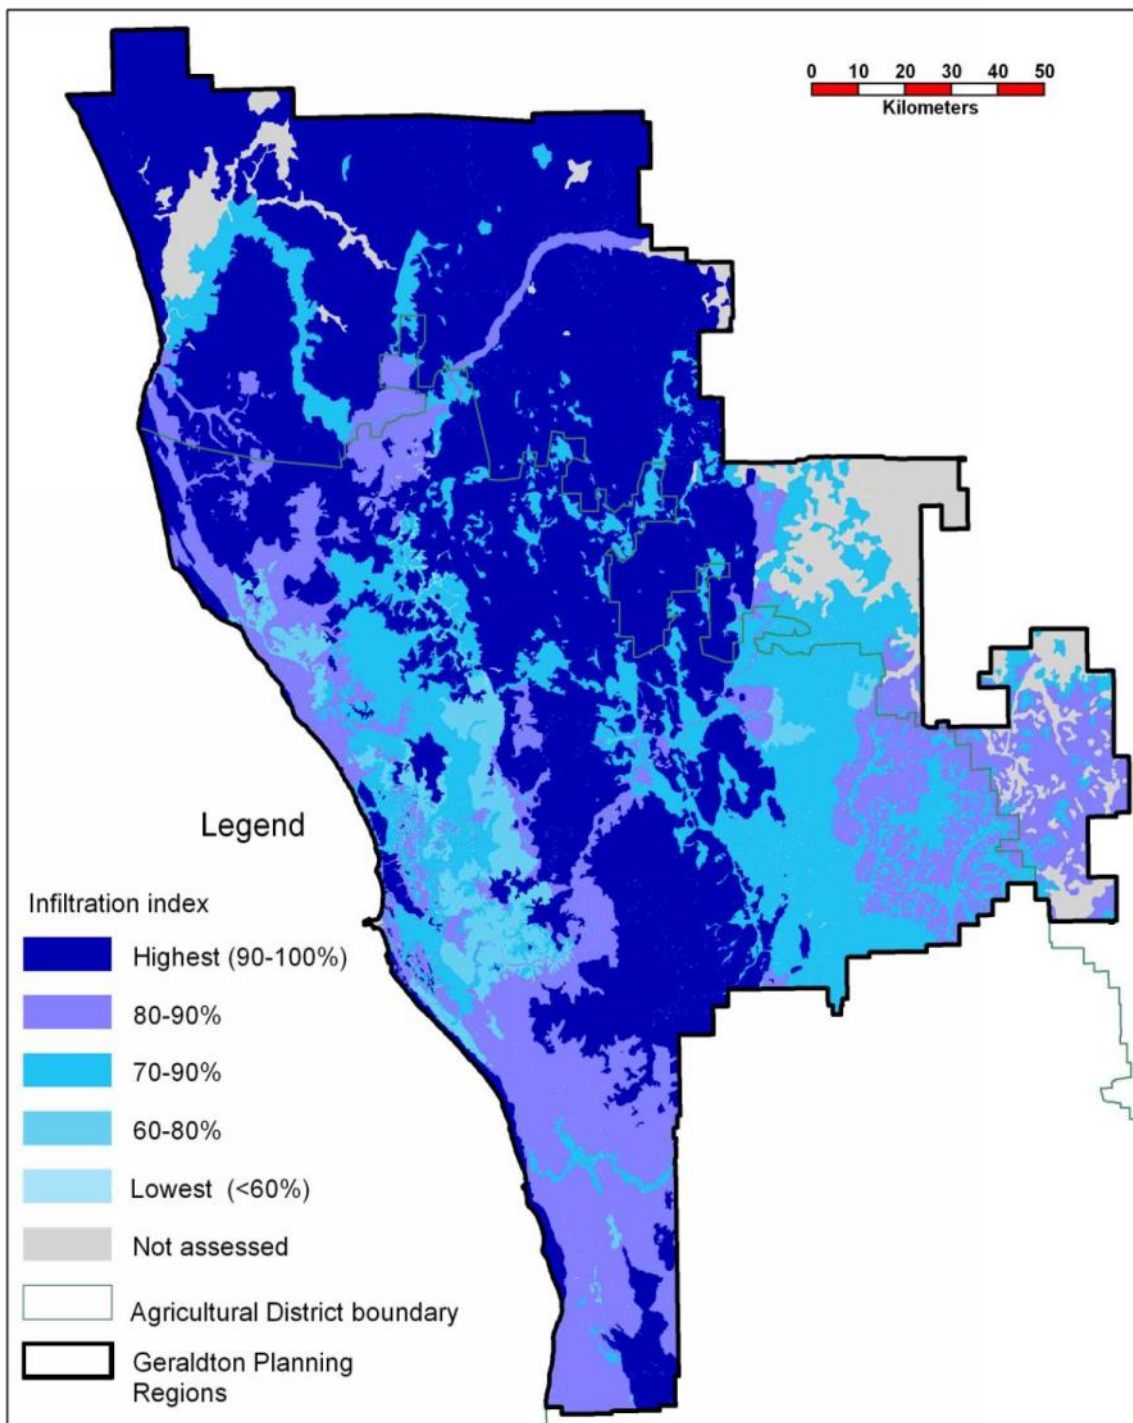 0 10 20 30 40 50
Kilometers
Legend
Infiltration index
Highest (90-100%)
80-90%
70-90%
60-80%
Lowest (<60%)
Not assessed
Agricultural District boundary
Geraldton Planning
Regions